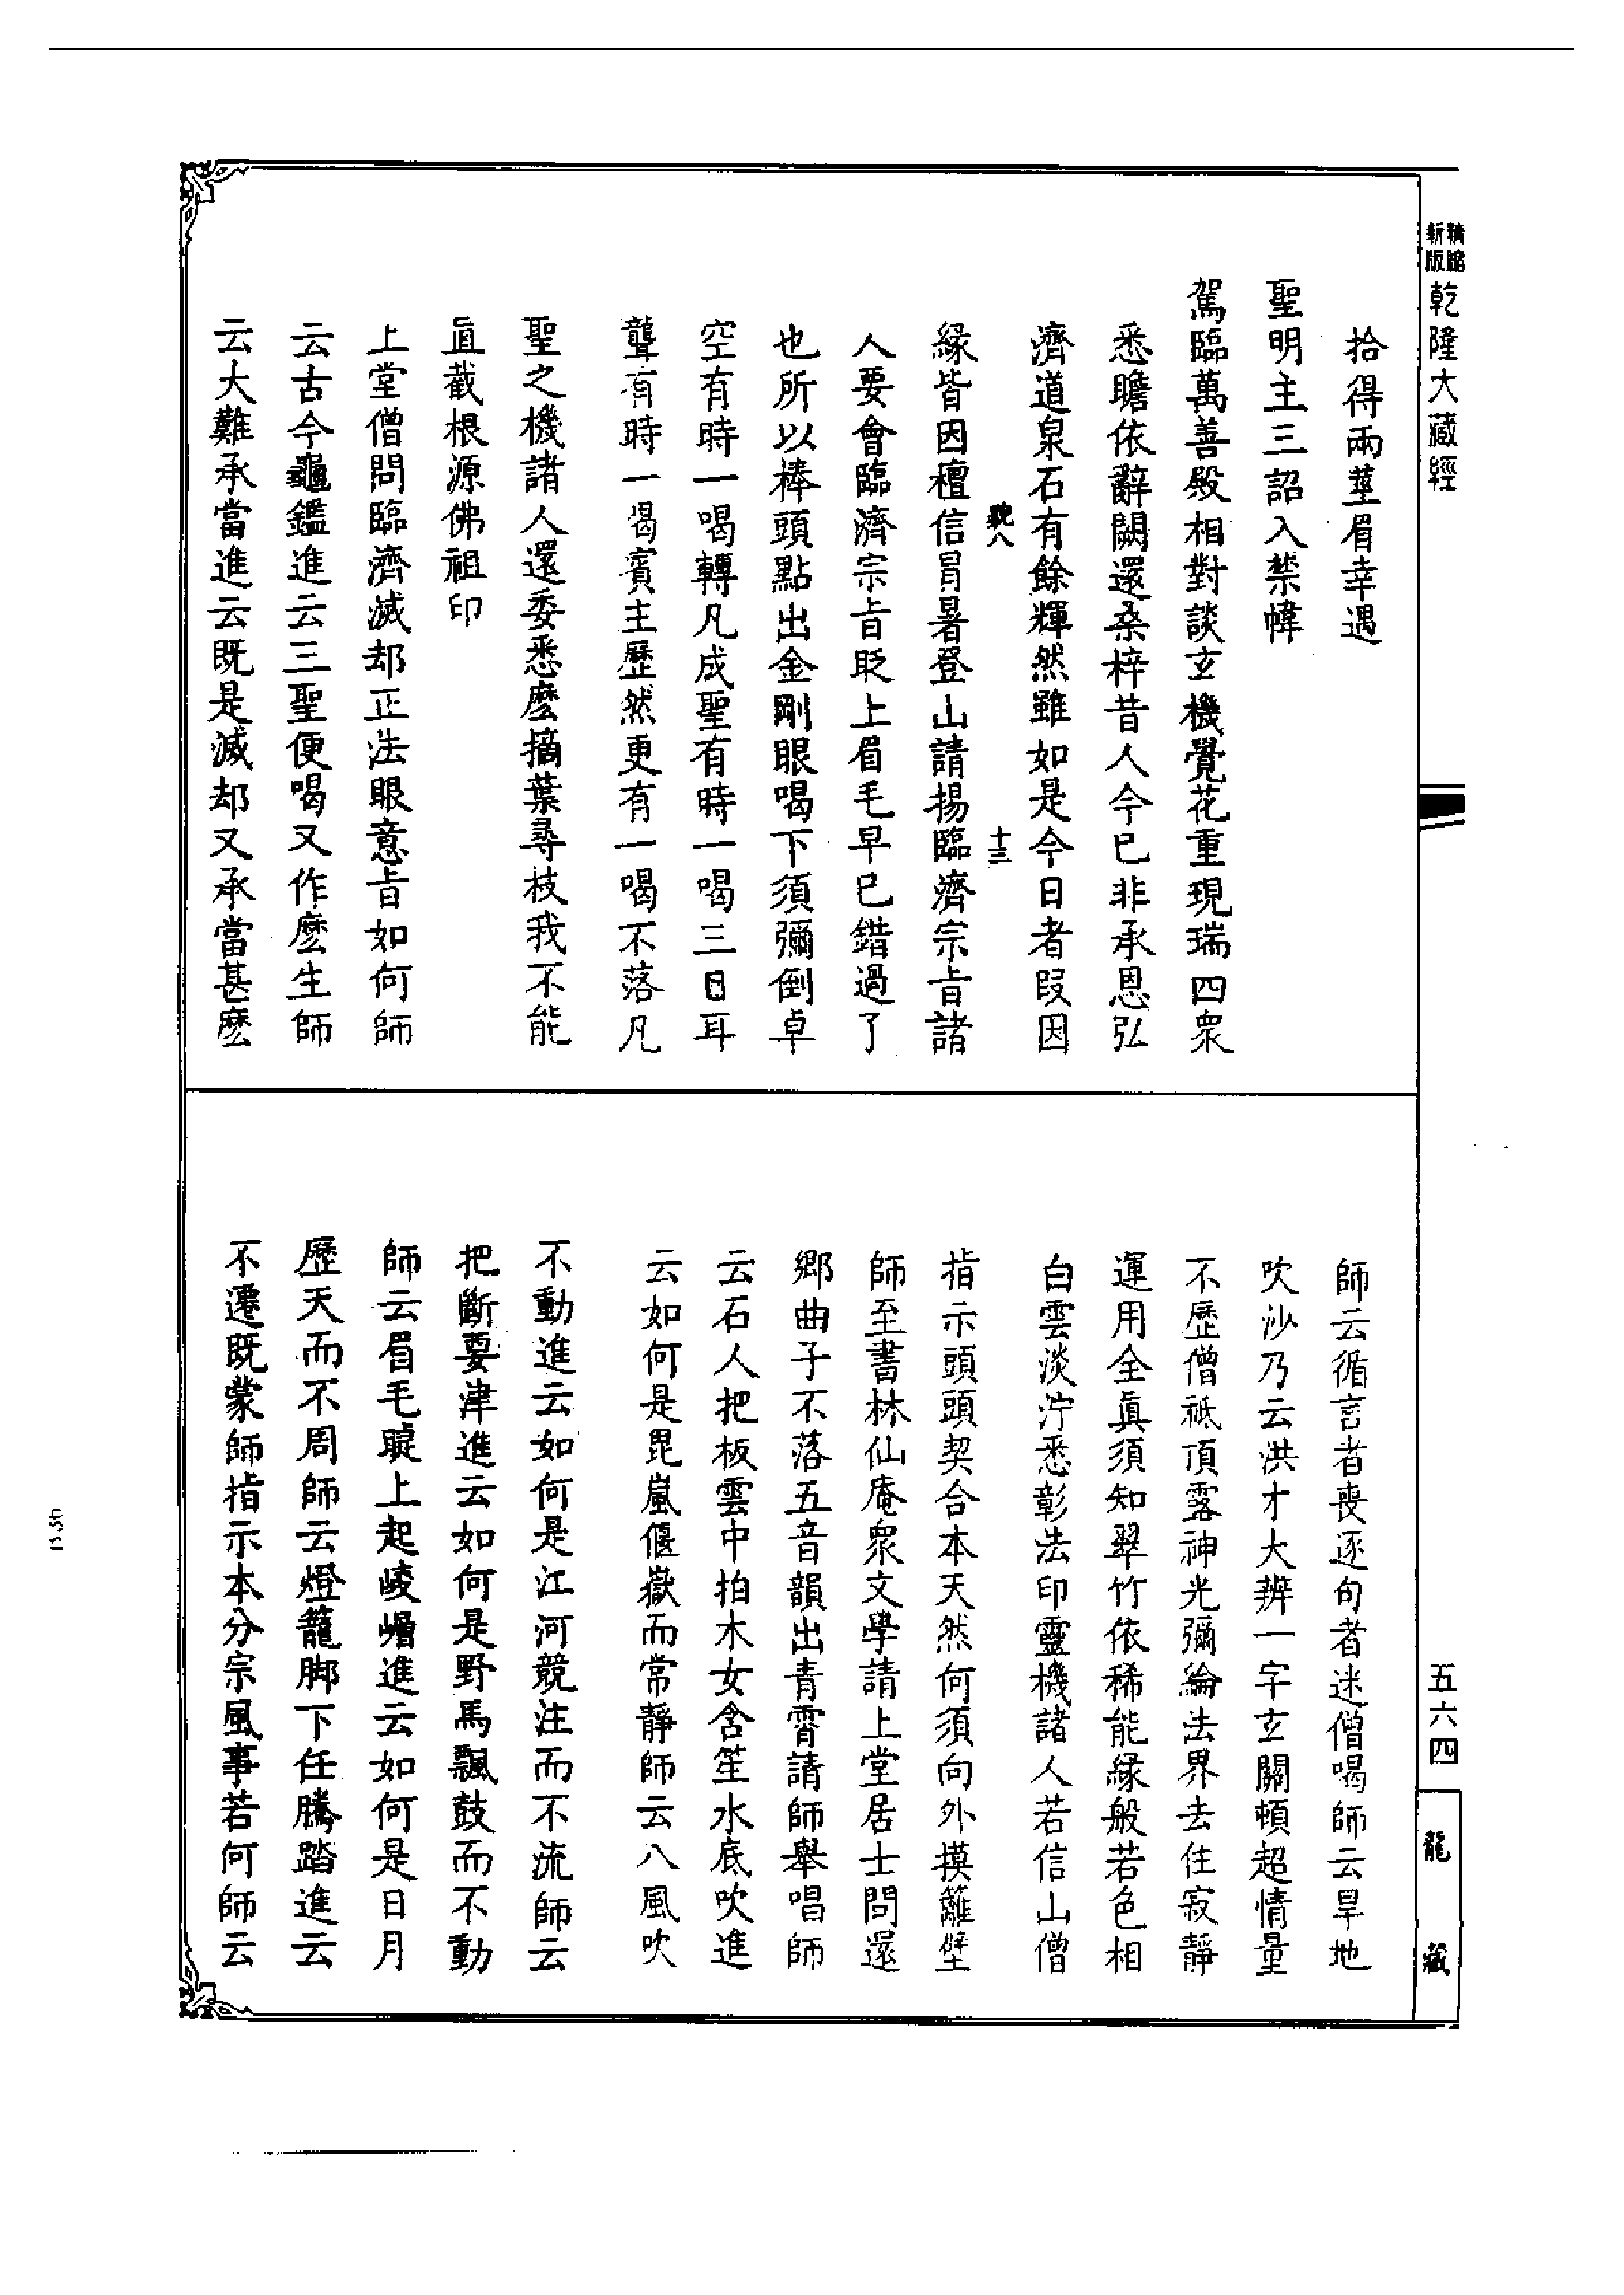 精鵰新版乾隆大藏經
拾得兩莖眉幸遇
聖明主三詔入禁幃
駕臨萬善殿相對談玄機覺花重現瑞四衆
悉瞻依辭闕還桑梓昔人今已非承恩弘
濟道泉石有餘輝然雖如是今日者叚因
十三
縁皆因檀信冐暑登山請揚臨濟宗旨諸
人要會臨濟宗旨眨上眉毛早已錯過了
也所以棒頭點出金剛眼喝下須彌倒卓
空有時一喝轉凡成聖有時一喝三日耳
聾有時一喝賓主歷然更有一喝不落凡
聖之機諸人還委悉麽摘葉尋枝我不能
直截根源佛祖印
上堂僧問臨濟滅却正法眼意旨如何師
云古今龜鑑進云三聖便喝又作麽生師
云大難承當進云既是滅却又承當甚麽
師云循言者喪逐句者迷僧喝師云旱地
吹沙乃云洪才大辨一字玄關頓超情量
不歷僧祇頂露神光彌綸法界去住寂靜
運用全眞須知翠竹依稀能縁般若色相
白雲淡泞悉彰法印靈機諸人若信山僧
指示頭頭契合本天然何須向外摸籬壁
師至書林仙庵衆文學請上堂居士問還
鄉曲子不落五音韻出青霄請師舉唱師
云石人把板雲中拍木女含笙水底吹進
云如何是毘嵐偃嶽而常靜師云八風吹
不動進云如何是江河競注而不流師云
把斷要津進云如何是野馬飄鼓而不動
師云眉毛睫上起崚嶒進云如何是日月
歷天而不周師云燈籠脚下任騰踏進云
不遷既蒙師指示本分宗風事若何師云
五六四
龍藏